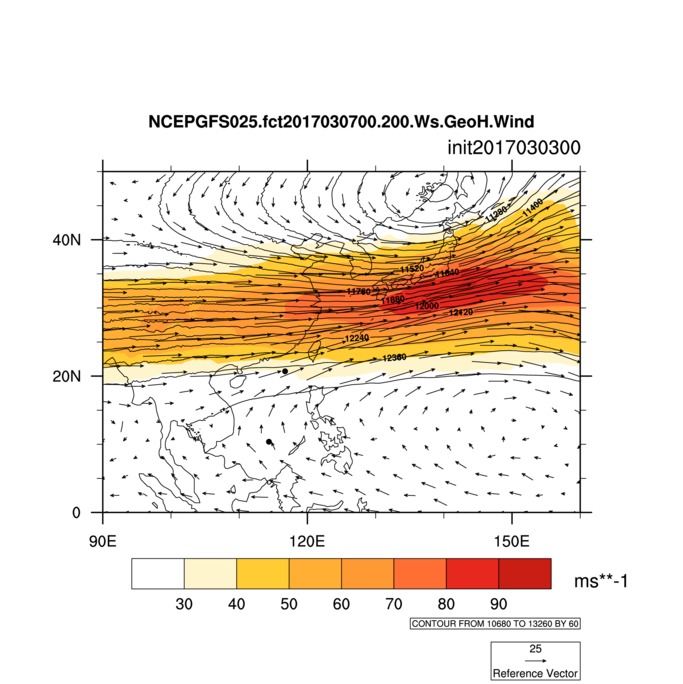 NCEPGFS025.fct2017030700.200.Ws.GeoH.Wind
init2017030300
11280
11400
40N
11520
11640
11760
11880
12000
12120
12240
12360
20N
0
90E 120E 150E
ms**-1
30 40 50 60 70 80 90
CONTOUR FROM 10680 TO 13260 BY 60
25
Reference Vector